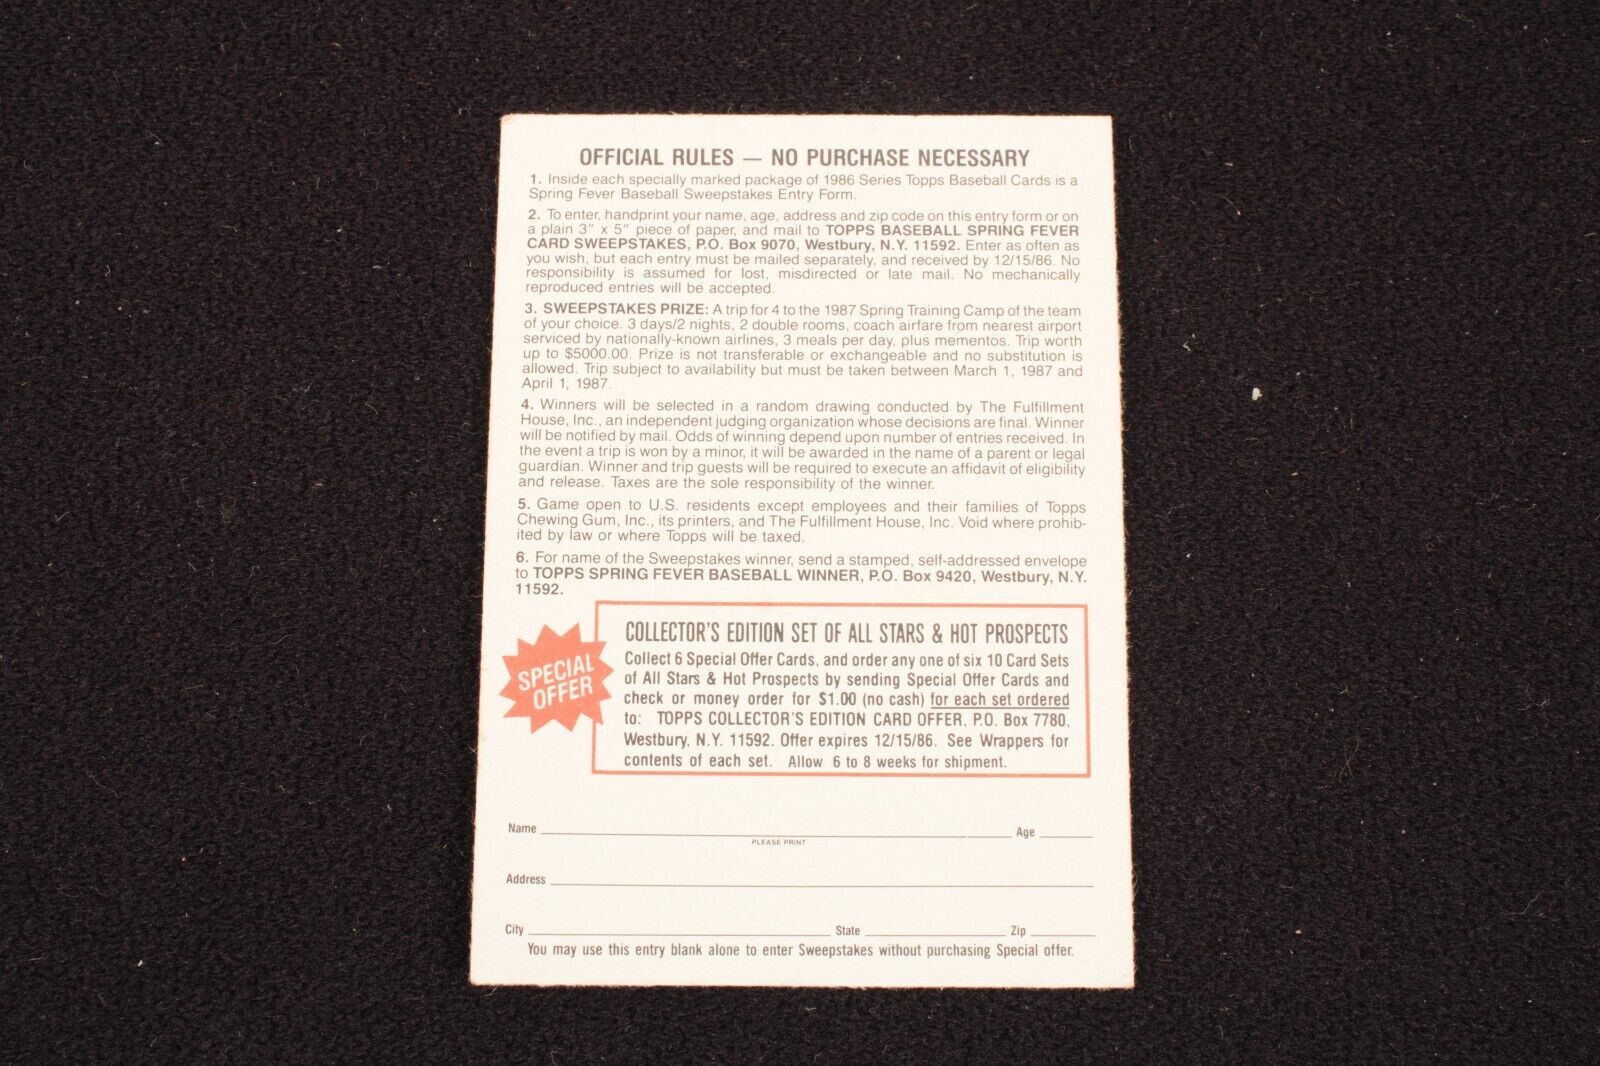 OFFICIAL RULES — NO PURCHASE NECESSARY
1. Inside each specially marked package of 1986 Series Topps Baseball Cards is a
Spring Fever Baseball Sweepstakes Entry Form.
2. To enter, handprint your name, age, address and zip code on this entry form or on
a plain 3" x 5" piece of paper, and mail to TOPPS BASEBALL SPRING FEVER
CARD SWEEPSTAKES, P.O. Box 9070, Westbury, N.Y. 11592. Enter as often as
you wish, but each entry must be mailed separately, and received by 12/15/86. No
responsibility is assumed for lost, misdirected or late mail. No mechanically
reproduced entries will be accepted.
3. SWEEPSTAKES PRIZE: A trip for 4 to the 1987 Spring Training Camp of the team
of your choice. 3 days/2 nights, 2 double rooms, coach airfare from nearest airport
serviced by nationally-known airlines, 3 meals per day, plus mementos. Trip worth
up to $5000.00. Prize is not transferable or exchangeable and no substitution is
allowed. Trip subject to availability but must be taken between March 1, 1987 and
April 1, 1987.
4. Winners will be selected in a random drawing conducted by The Fulfillment
House, Inc., an independent judging organization whose decisions are final. Winner
will be notified by mail. Odds of winning depend upon number of entries received. In
the event a trip is won by a minor, it will be awarded in the name of a parent or legal
guardian. Winner and trip guests will be required to execute an affidavit of eligibility
and release. Taxes are the sole responsibility of the winner.
5. Game open to U.S. residents except employees and their families of Topps
Chewing Gum, Inc., its printers, and The Fulfillment House, Inc. Void where prohib-
ited by law or where Topps will be taxed.
6. For name of the Sweepstakes winner, send a stamped, self-addressed envelope
to TOPPS SPRING FEVER BASEBALL WINNER, P.O. Box 9420, Westbury, N.Y.
11592.
SPECIAL
OFFER
COLLECTOR'S EDITION SET OF ALL STARS & HOT PROSPECTS
Collect 6 Special Offer Cards, and order any one of six 10 Card Sets
of All Stars & Hot Prospects by sending Special Offer Cards and
check or money order for $1.00 (no cash) for each set ordered
to: TOPPS COLLECTOR'S EDITION CARD OFFER, P.O. Box 7780,
Westbury, N.Y. 11592. Offer expires 12/15/86. See Wrappers for
contents of each set. Allow 6 to 8 weeks for shipment.
Name Age
PLEASE PRINT
Address
City State Zip
You may use this entry blank alone to enter Sweepstakes without purchasing Special offer.